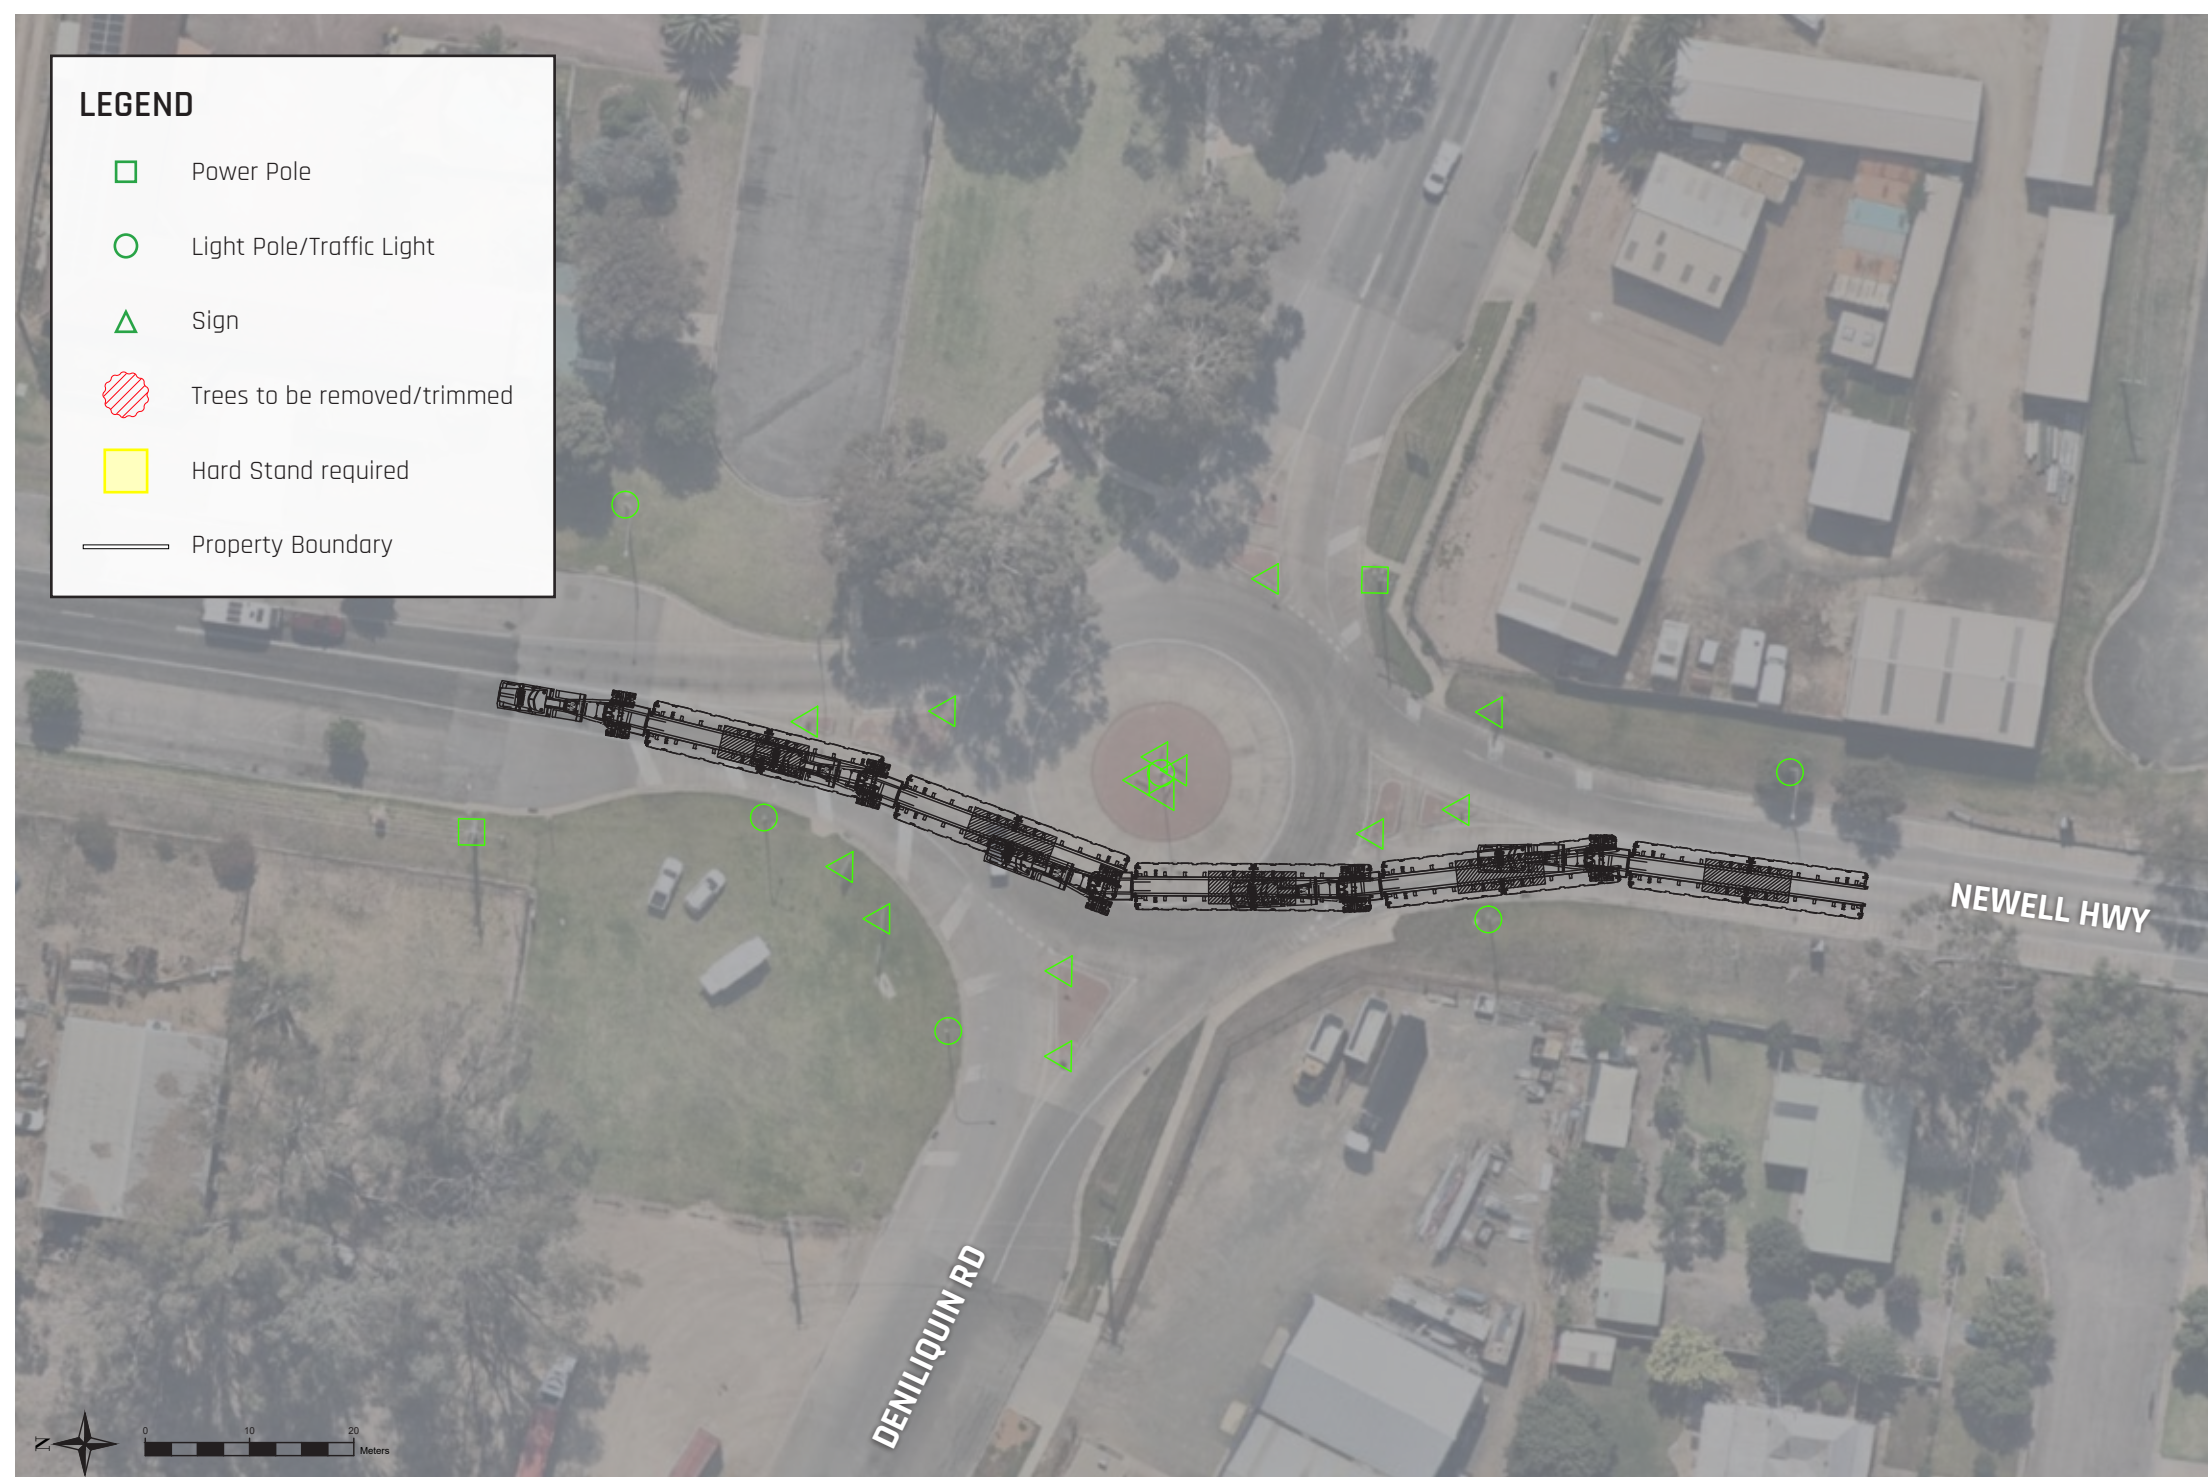 LEGEND
Power Pole
Light Pole/Traffic Light
Sign
Trees to be removed/trimmed
Hard Stand required
Property Boundary
NEWELL HWY
DENILIQUIN RD
N
0 10 20
Meters